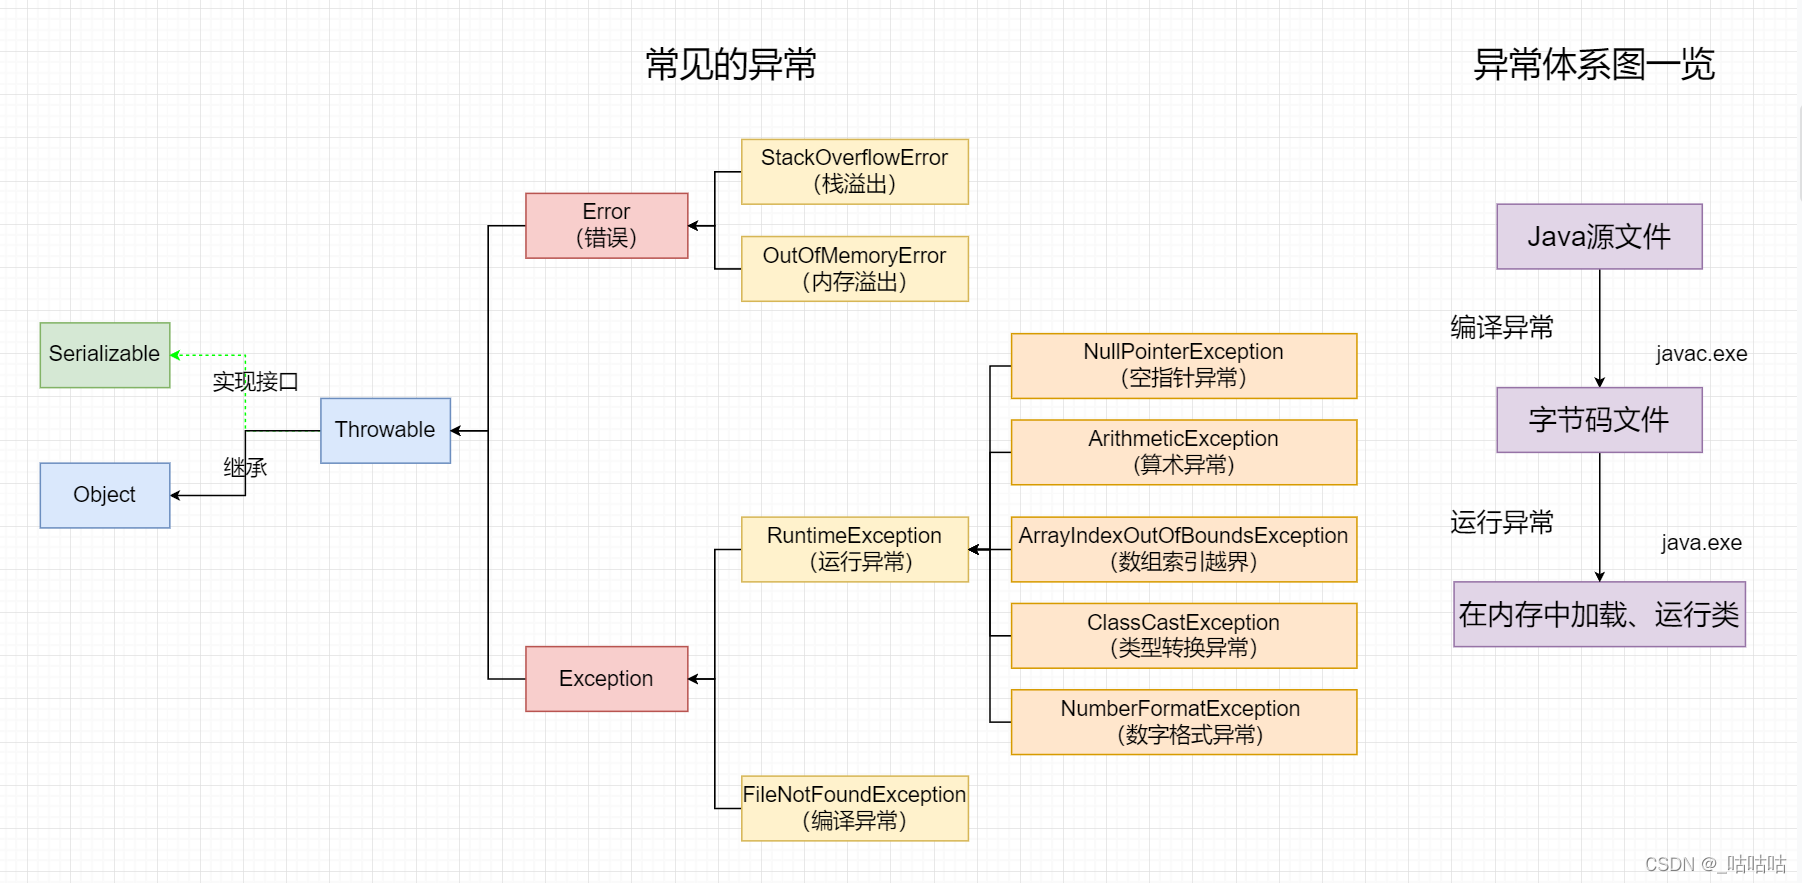 常见的异常
异常体系图一览
StackOverflowError
（栈溢出）
Error
（错误）
OutOfMemoryError
（内存溢出）
Serializable
实现接口
Throwable
继承
Object
NullPointerException
（空指针异常）
ArithmeticException
（算术异常）
RuntimeException
（运行异常）
ArrayIndexOutOfBoundsException
（数组索引越界）
ClassCastException
（类型转换异常）
Exception
NumberFormatException
（数字格式异常）
FileNotFoundException
（编译异常）
Java源文件
编译异常
javac.exe
字节码文件
运行异常
java.exe
在内存中加载、运行类
CSDN @_咕咕咕